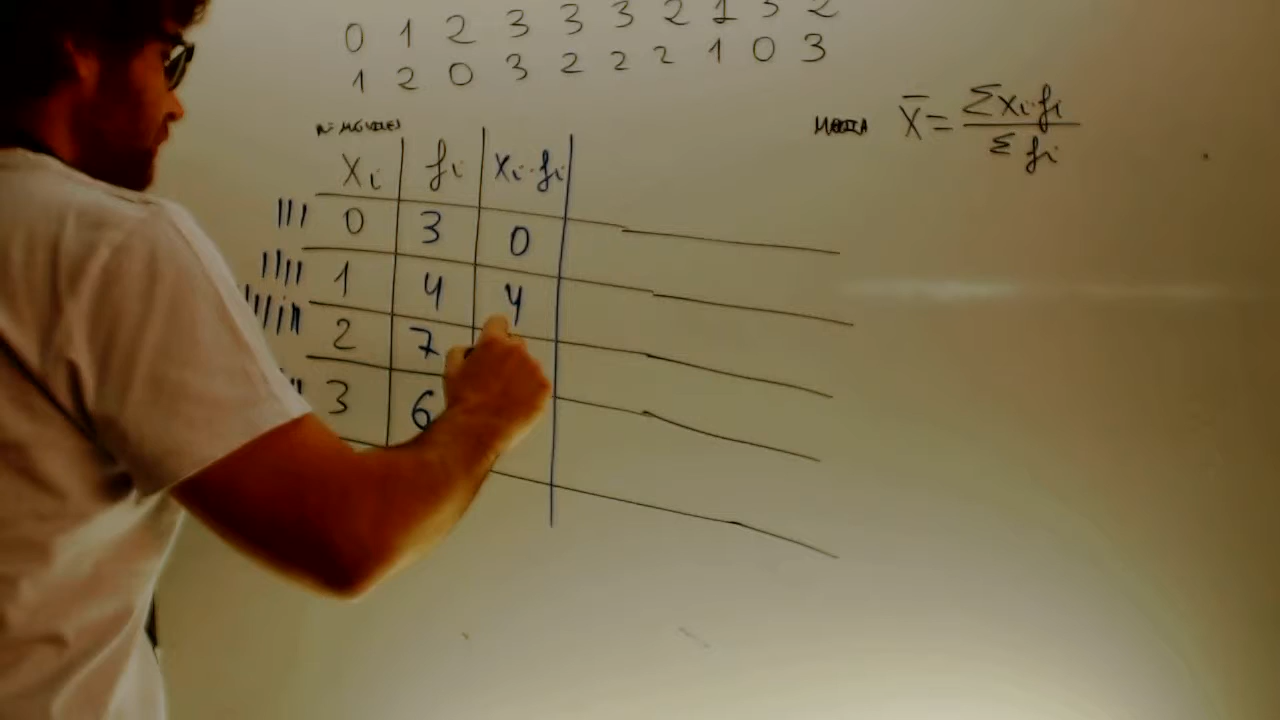 0 1 2 3 3 3 2 1 3 2
1 2 0 3 2 2 2 1 0 3
Nº MÓVILES
MEDIA X̄ = Σxi·fi / Σfi
xi fi xi·fi
||| 0 3 0
|||| 1 4 4
2 7
3 6